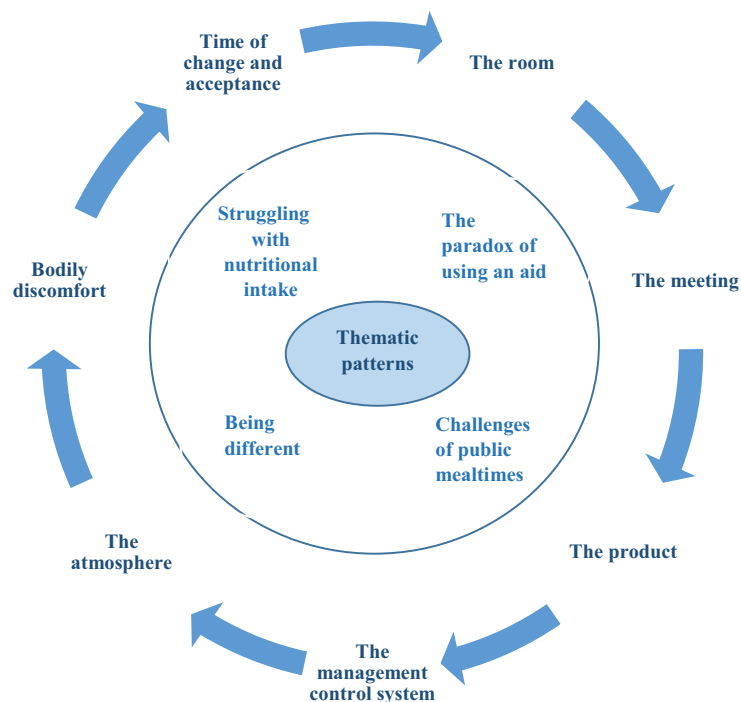 Time of
change and
acceptance
The room
The meeting
The product
The
management
control system
The
atmosphere
Bodily
discomfort
Struggling
with
nutritional
intake
The
paradox of
using an aid
Thematic
patterns
Being
different
Challenges
of public
mealtimes